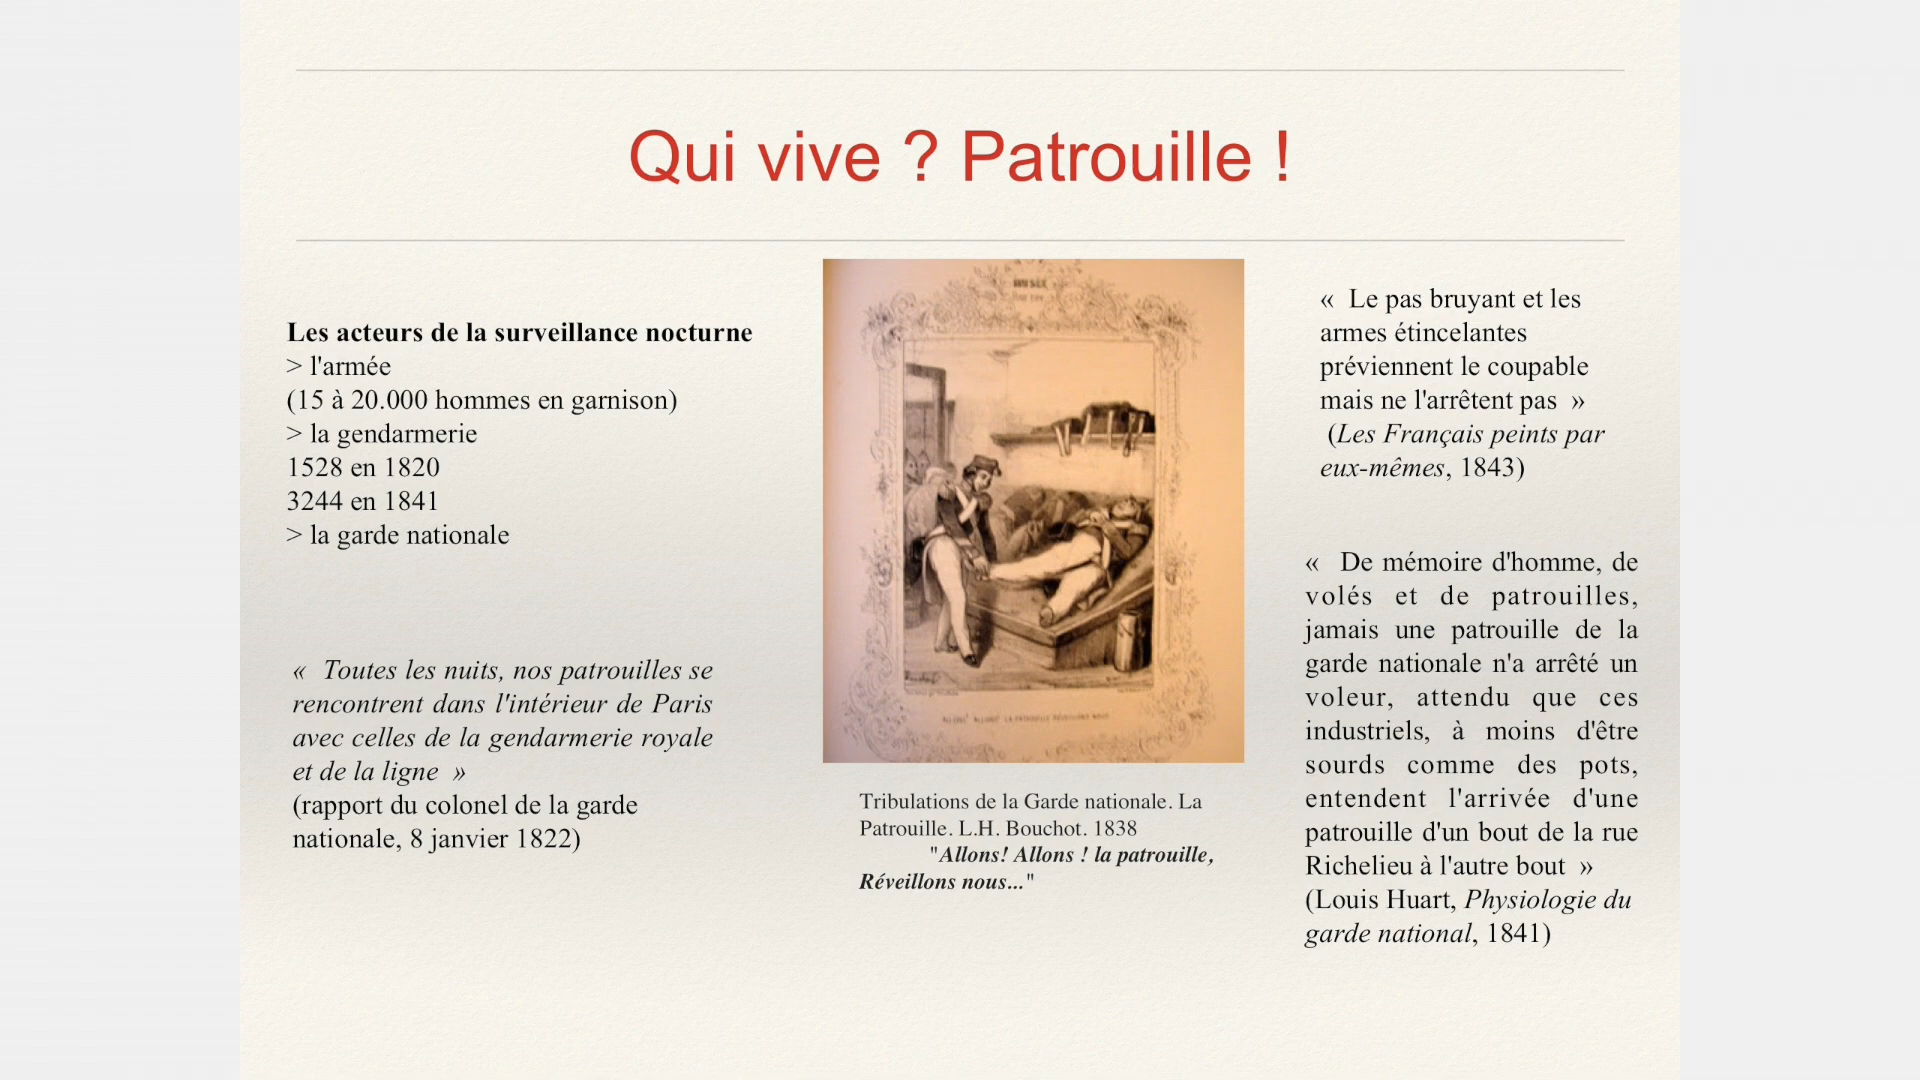 Qui vive ? Patrouille !
Les acteurs de la surveillance nocturne
> l'armée
(15 à 20.000 hommes en garnison)
> la gendarmerie
1528 en 1820
3244 en 1841
> la garde nationale
«  Toutes les nuits, nos patrouilles se
rencontrent dans l'intérieur de Paris
avec celles de la gendarmerie royale
et de la ligne  »
(rapport du colonel de la garde
nationale, 8 janvier 1822)
ALLONS! ALLONS! LA PATROUILLE RÉVEILLONS NOUS
Tribulations de la Garde nationale. La
Patrouille. L.H. Bouchot. 1838
"Allons! Allons ! la patrouille,
Réveillons nous..."
«  Le pas bruyant et les
armes étincelantes
préviennent le coupable
mais ne l'arrêtent pas  »
(Les Français peints par
eux-mêmes, 1843)
«  De mémoire d'homme, de
volés et de patrouilles,
jamais une patrouille de la
garde nationale n'a arrêté un
voleur, attendu que ces
industriels, à moins d'être
sourds comme des pots,
entendent l'arrivée d'une
patrouille d'un bout de la rue
Richelieu à l'autre bout  »
(Louis Huart, Physiologie du
garde national, 1841)